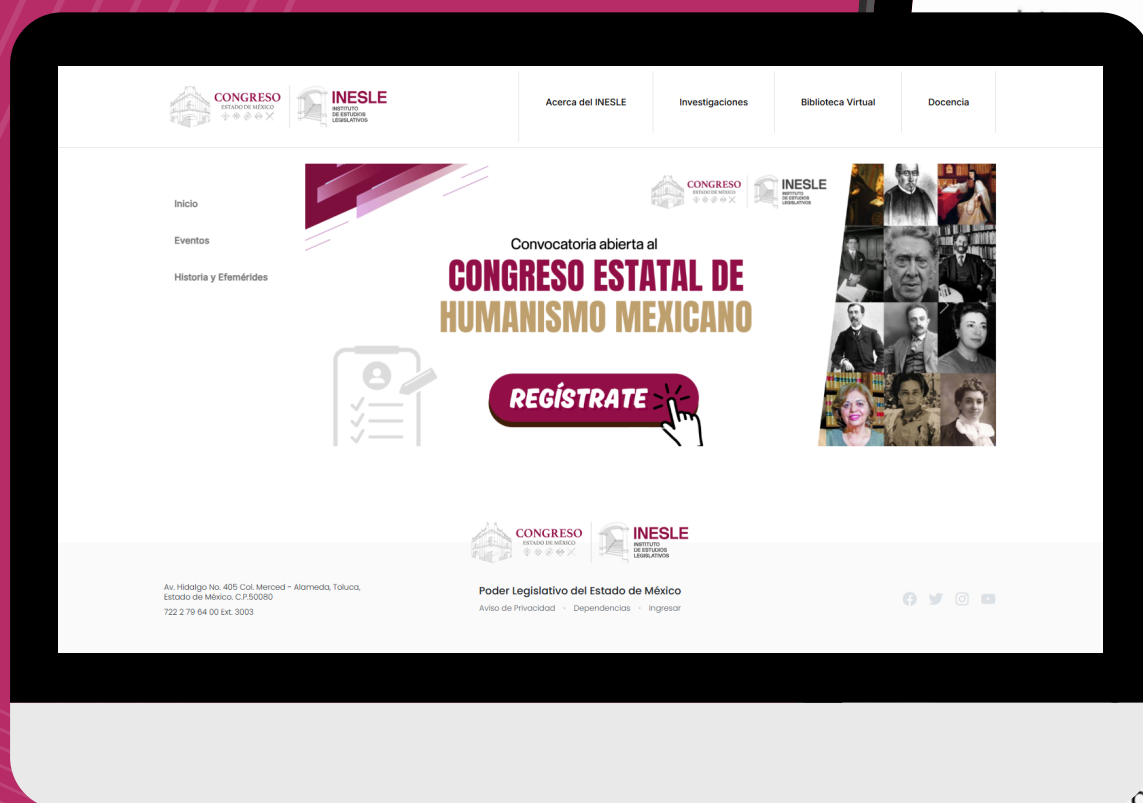 CONGRESO
ESTADO DE MÉXICO
INESLE
INSTITUTO
DE ESTUDIOS
LEGISLATIVOS
Acerca del INESLE
Investigaciones
Biblioteca Virtual
Docencia
Inicio
Eventos
Historia y Efemérides
CONGRESO
ESTADO DE MÉXICO
INESLE
INSTITUTO
DE ESTUDIOS
LEGISLATIVOS
Convocatoria abierta al
CONGRESO ESTATAL DE
HUMANISMO MEXICANO
REGÍSTRATE
CONGRESO
ESTADO DE MÉXICO
INESLE
INSTITUTO
DE ESTUDIOS
LEGISLATIVOS
Av. Hidalgo No. 405 Col. Merced - Alameda, Toluca,
Estado de México. C.P.50080
722 2 79 64 00 Ext. 3003
Poder Legislativo del Estado de México
Aviso de Privacidad • Dependencias • Ingresar